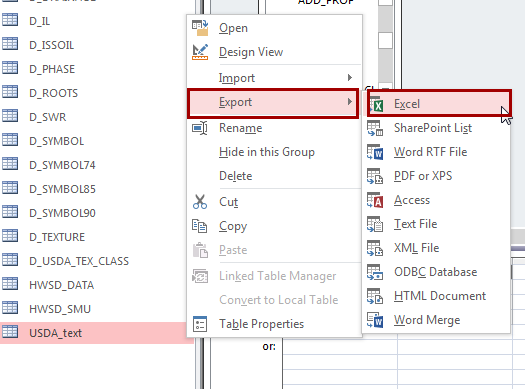 D_IL
D_ISSOIL
D_PHASE
D_ROOTS
D_SWR
D_SYMBOL
D_SYMBOL74
D_SYMBOL85
D_SYMBOL90
D_TEXTURE
D_USDA_TEX_CLASS
HWSD_DATA
HWSD_SMU
USDA_text
Open
Design View
Import
Export
Rename
Hide in this Group
Delete
Cut
Copy
Paste
Linked Table Manager
Convert to Local Table
Table Properties
Excel
SharePoint List
Word RTF File
PDF or XPS
Access
Text File
XML File
ODBC Database
HTML Document
Word Merge
or: